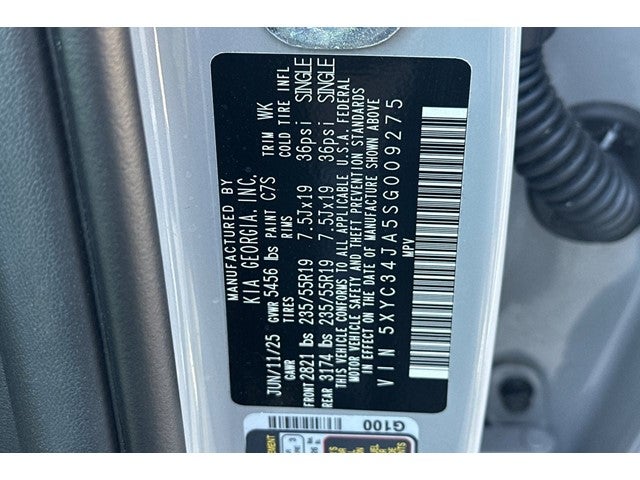 MANUFACTURED BY
KIA GEORGIA, INC.
JUN/11/25 GVWR 5456 lbs PAINT C7S TRIM WK
GAWR TIRES RIMS COLD TIRE INFL
FRONT 2821 lbs 235/55R19 7.5Jx19 36psi SINGLE
REAR 3174 lbs 235/55R19 7.5Jx19 36psi SINGLE
THIS VEHICLE CONFORMS TO ALL APPLICABLE U.S.A. FEDERAL
MOTOR VEHICLE SAFETY AND THEFT PREVENTION STANDARDS
IN EFFECT ON THE DATE OF MANUFACTURE SHOWN ABOVE
VIN 5XYC34JA5SG009275
MPV
G100